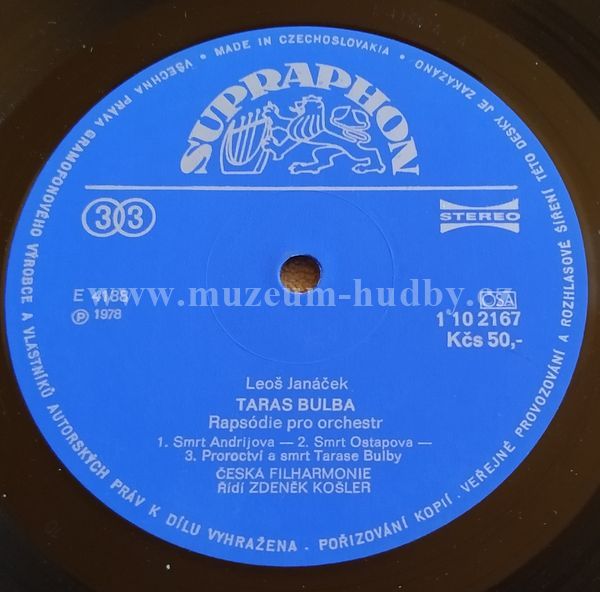 VŠECHNA PRÁVA GRAMOFONOVÉHO VÝROBCE A VLASTNÍKŮ AUTORSKÝCH PRÁV K DÍLU VYHRAŽENA · POŘIZOVÁNÍ KOPIÍ · VEŘEJNÉ PROVOZOVÁNÍ A ROZHLASOVÉ ŠÍŘENÍ TÉTO DESKY JE ZAKÁZÁNO · MADE IN CZECHOSLOVAKIA ·
SUPRAPHON
33
STEREO
www.muzeum-hudby.cz
E 4188
OSA
℗ 1978
1 10 2167
Kčs 50,-
Leoš Janáček
TARAS BULBA
Rapsódie pro orchestr
1. Smrt Andrijova — 2. Smrt Ostapova —
3. Proroctví a smrt Tarase Bulby
ČESKÁ FILHARMONIE
Řídí ZDENĚK KOŠLER